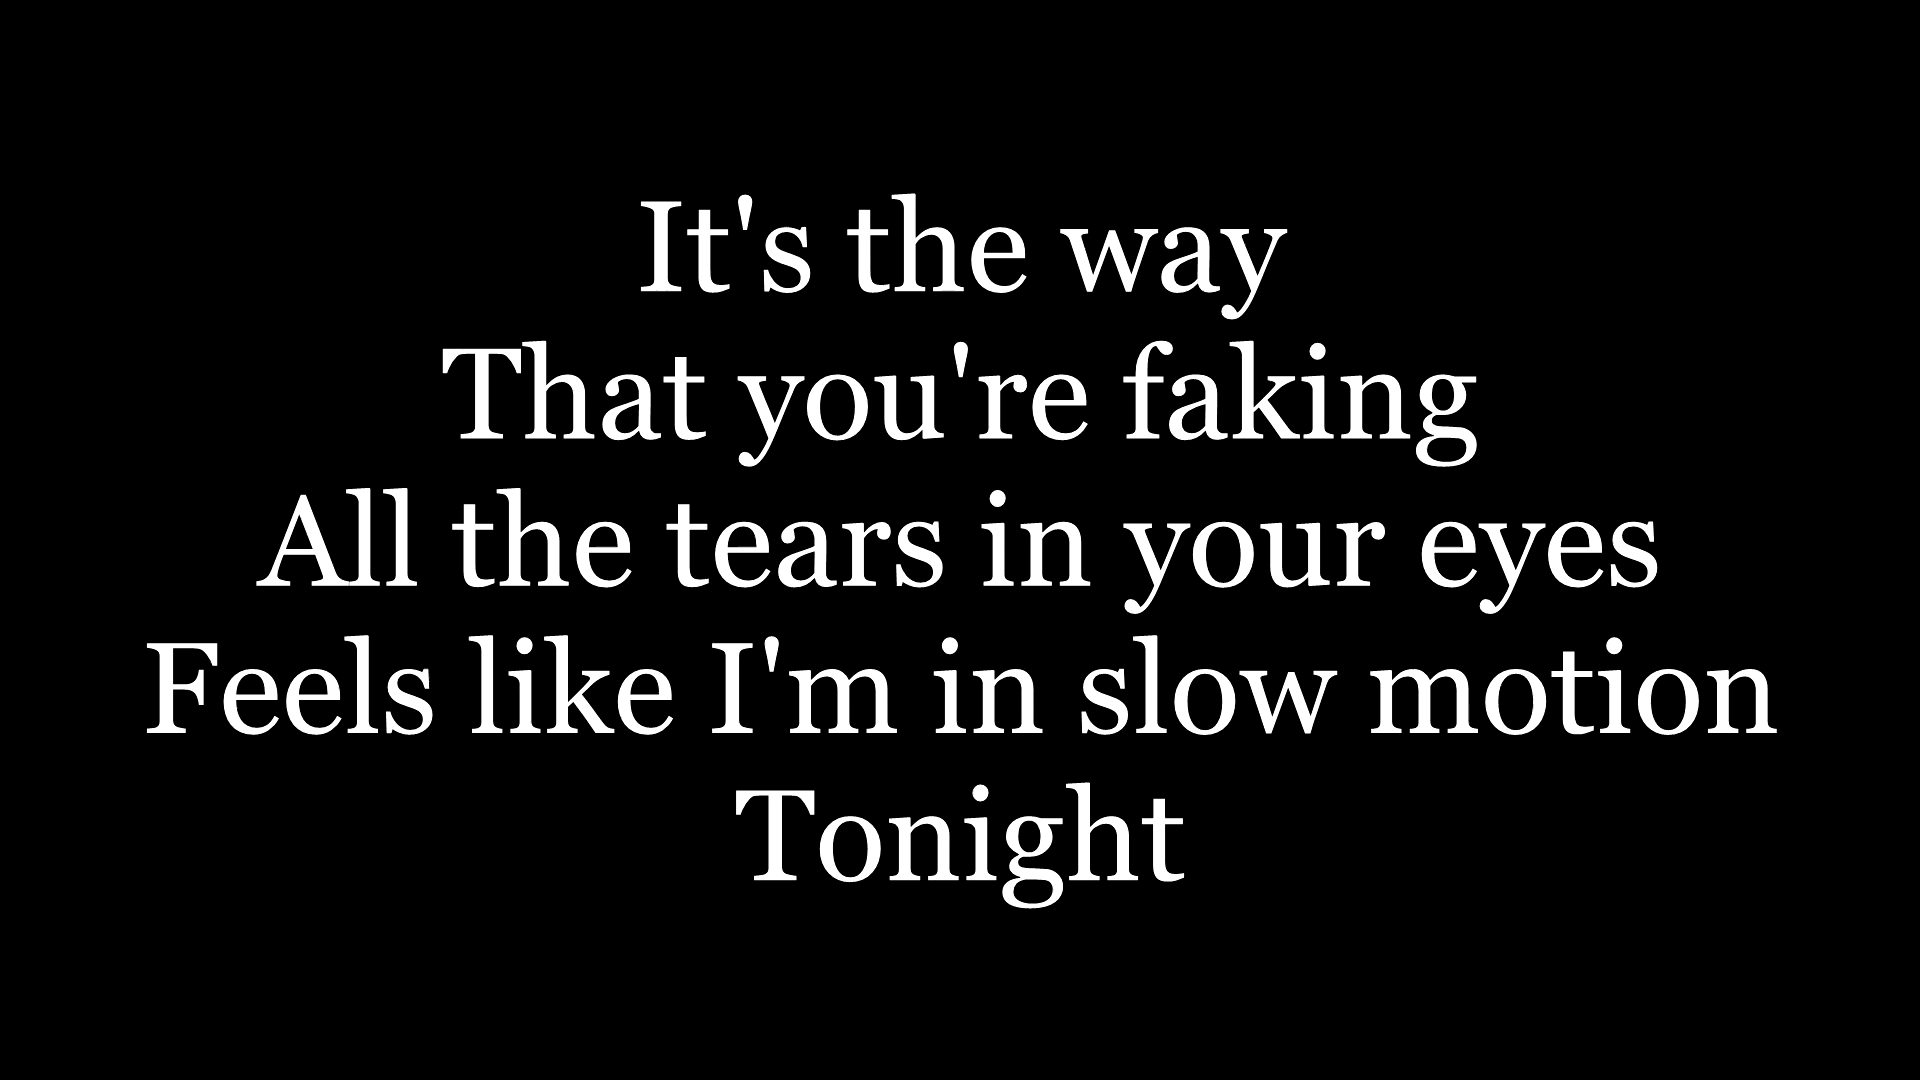 It's the way
That you're faking
All the tears in your eyes
Feels like I'm in slow motion
Tonight